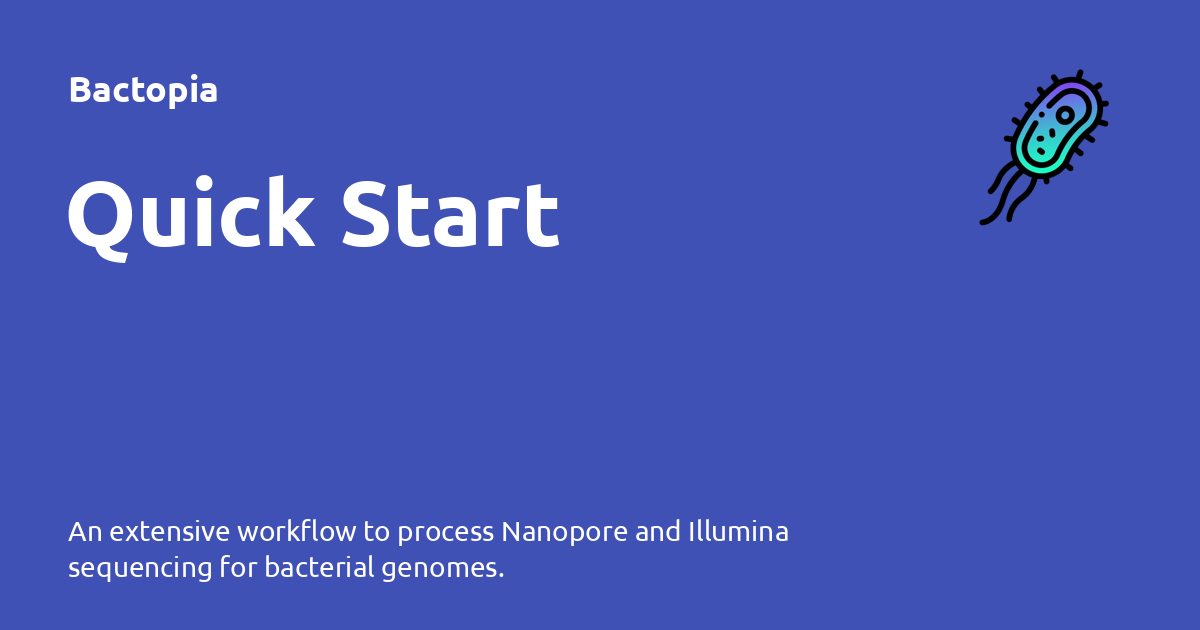 Bactopia
Quick Start
An extensive workflow to process Nanopore and Illumina
sequencing for bacterial genomes.